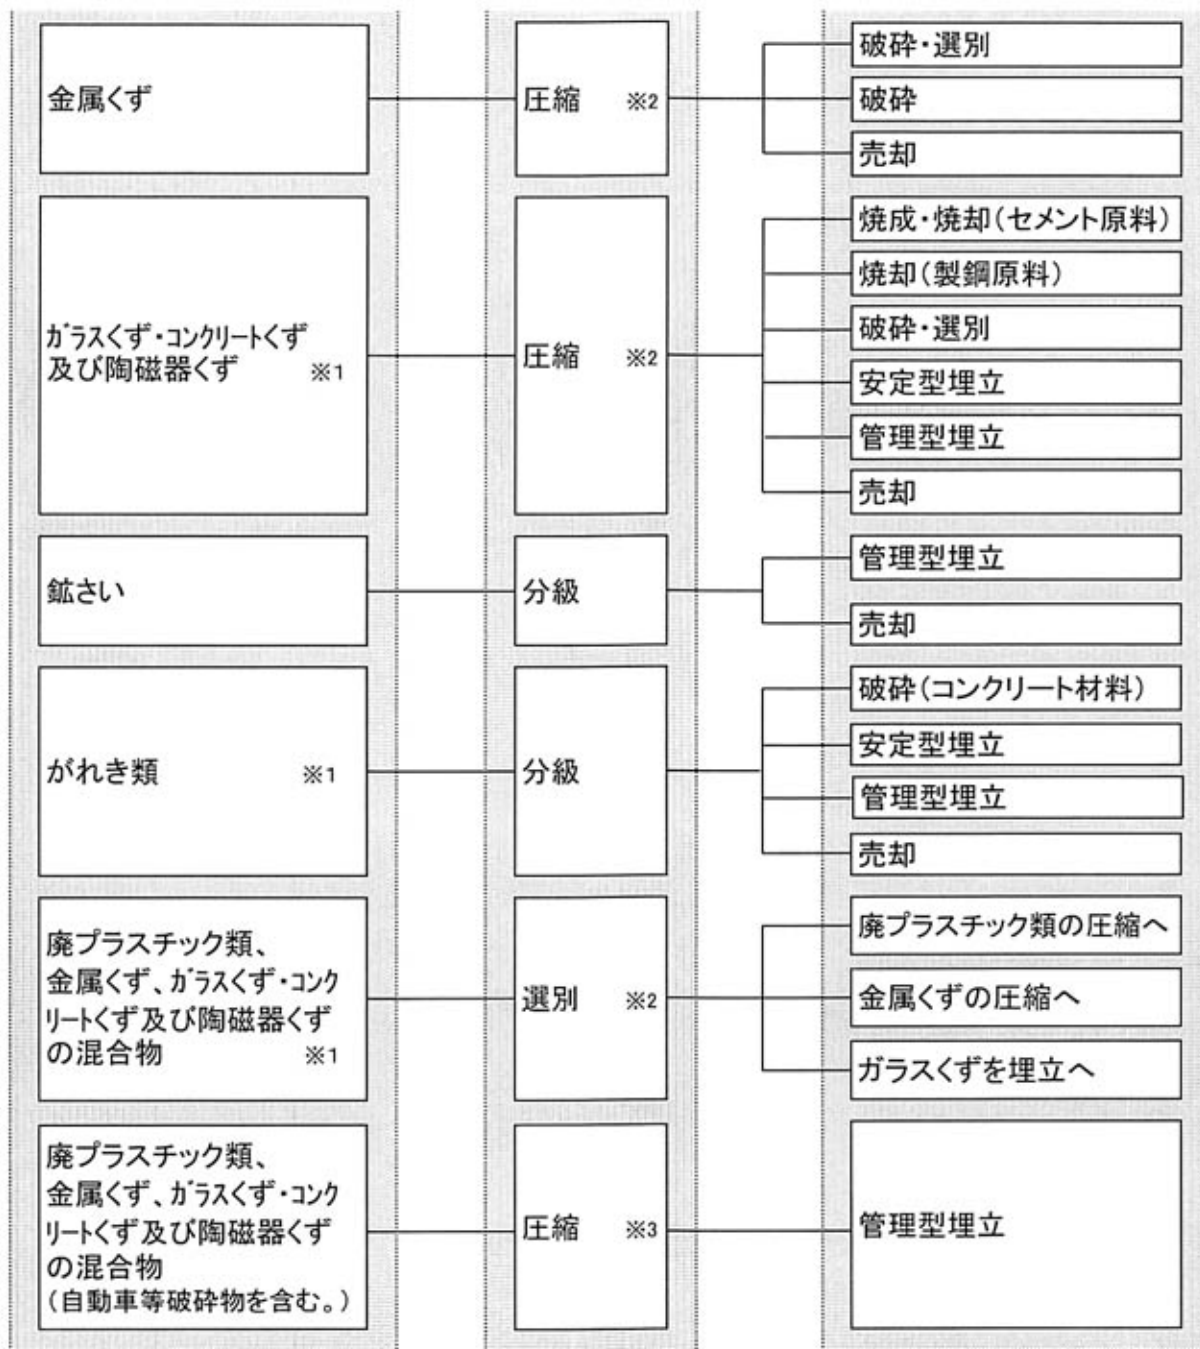 金属くず
圧縮 ※2
破砕・選別
破砕
売却
ガラスくず・コンクリートくず
及び陶磁器くず ※1
圧縮 ※2
焼成・焼却(セメント原料)
焼却(製鋼原料)
破砕・選別
安定型埋立
管理型埋立
売却
鉱さい
分級
管理型埋立
売却
がれき類 ※1
分級
破砕(コンクリート材料)
安定型埋立
管理型埋立
売却
廃プラスチック類、
金属くず、ガラスくず・コンク
リートくず及び陶磁器くず
の混合物 ※1
選別 ※2
廃プラスチック類の圧縮へ
金属くずの圧縮へ
ガラスくずを埋立へ
廃プラスチック類、
金属くず、ガラスくず・コンク
リートくず及び陶磁器くず
の混合物
(自動車等破砕物を含む。)
圧縮 ※3
管理型埋立